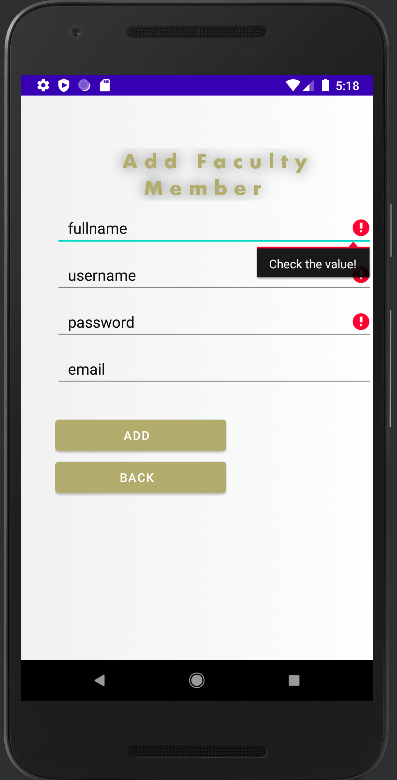 5:18
Add Faculty
Member
fullname
Check the value!
username
password
email
ADD
BACK